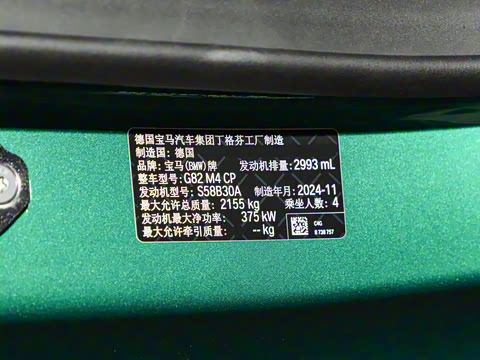 德国宝马汽车集团丁格芬工厂制造
制造国：德国
品牌：宝马(BMW)牌 发动机排量：2993 mL
整车型号：G82 M4 CP
发动机型号：S58B30A 制造年月：2024-11
最大允许总质量： 2155 kg 乘坐人数：4
发动机最大净功率： 375 kW
最大允许牵引质量： -- kg
C4G
8 738 757